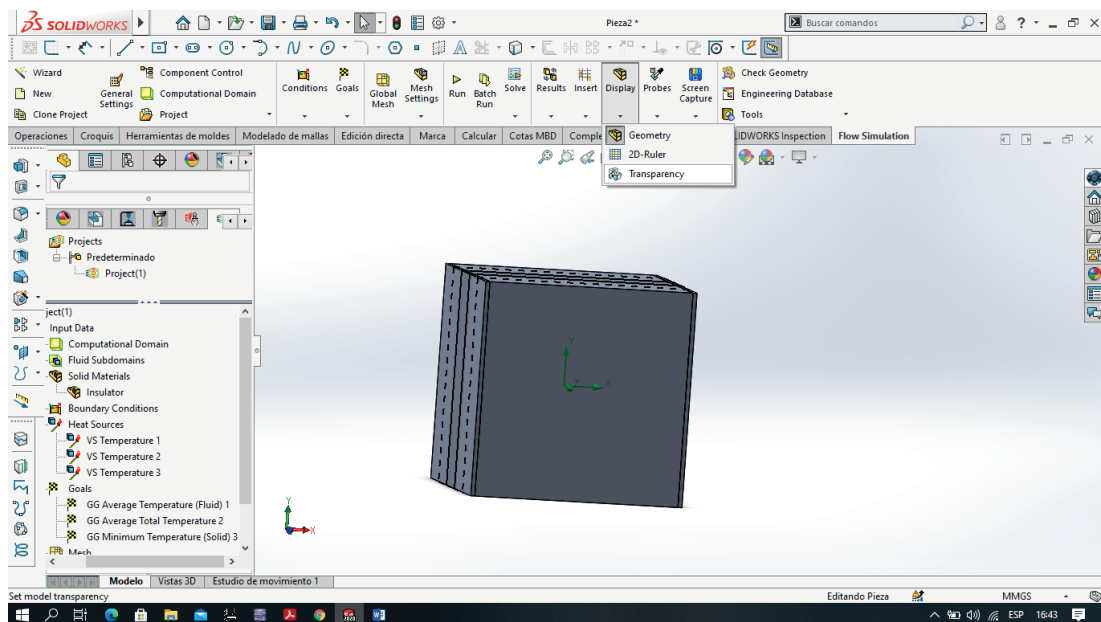 SOLIDWORKS
Pieza2 *
Buscar comandos
?
Wizard
New
Clone Project
General Settings
Component Control
Computational Domain
Project
Conditions
Goals
Global Mesh
Mesh Settings
Run
Batch Run
Solve
Results
Insert
Display
Probes
Screen Capture
Check Geometry
Engineering Database
Tools
Operaciones Croquis Herramientas de moldes Modelado de mallas Edición directa Marca Calcular Cotas MBD Comple LIDWORKS Inspection Flow Simulation
Geometry
2D-Ruler
Transparency
Projects
Predeterminado
Project(1)
ject(1)
Input Data
Computational Domain
Fluid Subdomains
Solid Materials
Insulator
Boundary Conditions
Heat Sources
VS Temperature 1
VS Temperature 2
VS Temperature 3
Goals
GG Average Temperature (Fluid) 1
GG Average Total Temperature 2
GG Minimum Temperature (Solid) 3
Mesh
Y
Z
X
Y
X
Modelo Vistas 3D Estudio de movimiento 1
Set model transparency
Editando Pieza
MMGS
ESP 16:43